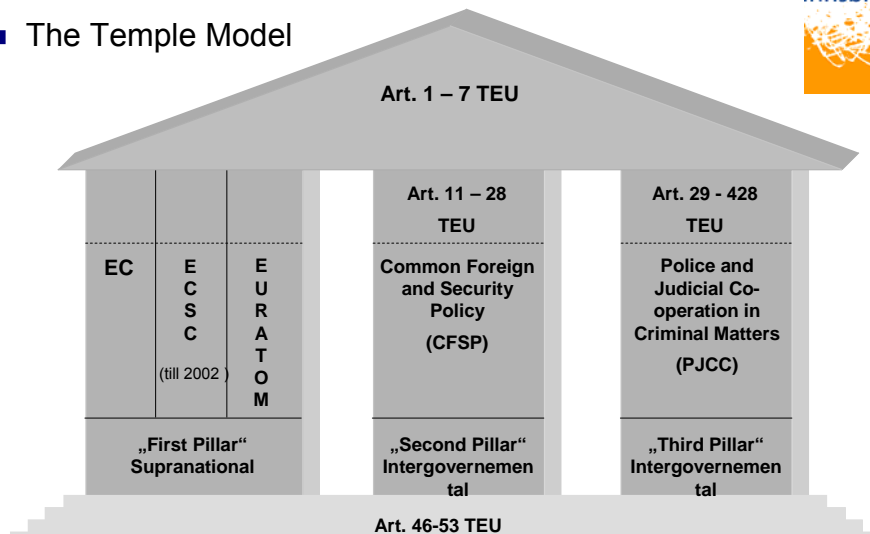 The Temple Model
Art. 1 – 7 TEU
Art. 11 – 28
TEU
Art. 29 - 428
TEU
EC
E
C
S
C
(till 2002 )
E
U
R
A
T
O
M
Common Foreign
and Security
Policy
(CFSP)
Police and
Judicial Co-
operation in
Criminal Matters
(PJCC)
„First Pillar“
Supranational
„Second Pillar“
Intergovernemen
tal
„Third Pillar“
Intergovernemen
tal
Art. 46-53 TEU